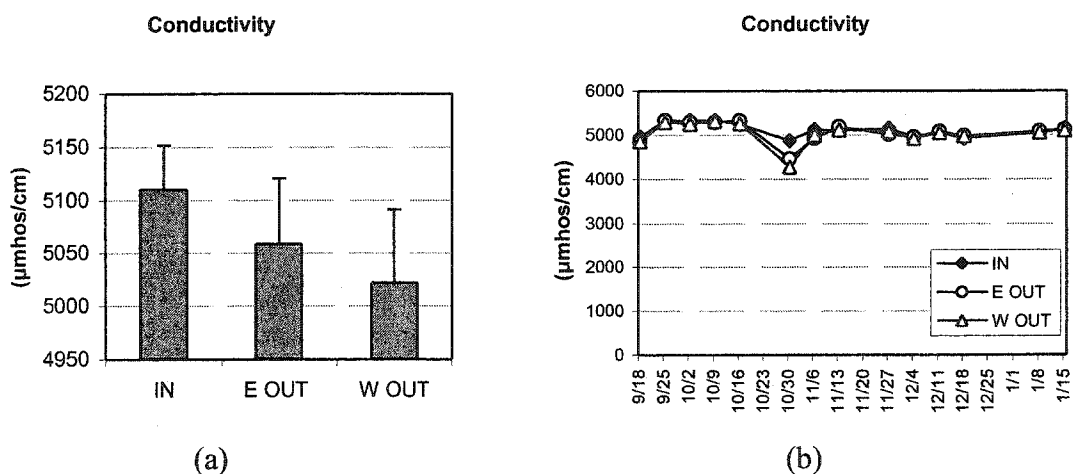 Conductivity
5200
5150
5100
5050
5000
4950
(µmhos/cm)
IN E OUT W OUT
(a)
Conductivity
6000
5000
4000
3000
2000
1000
0
(µmhos/cm)
IN
E OUT
W OUT
9/18 9/25 10/2 10/9 10/16 10/23 10/30 11/6 11/13 11/20 11/27 12/4 12/11 12/18 12/25 1/1 1/8 1/15
(b)